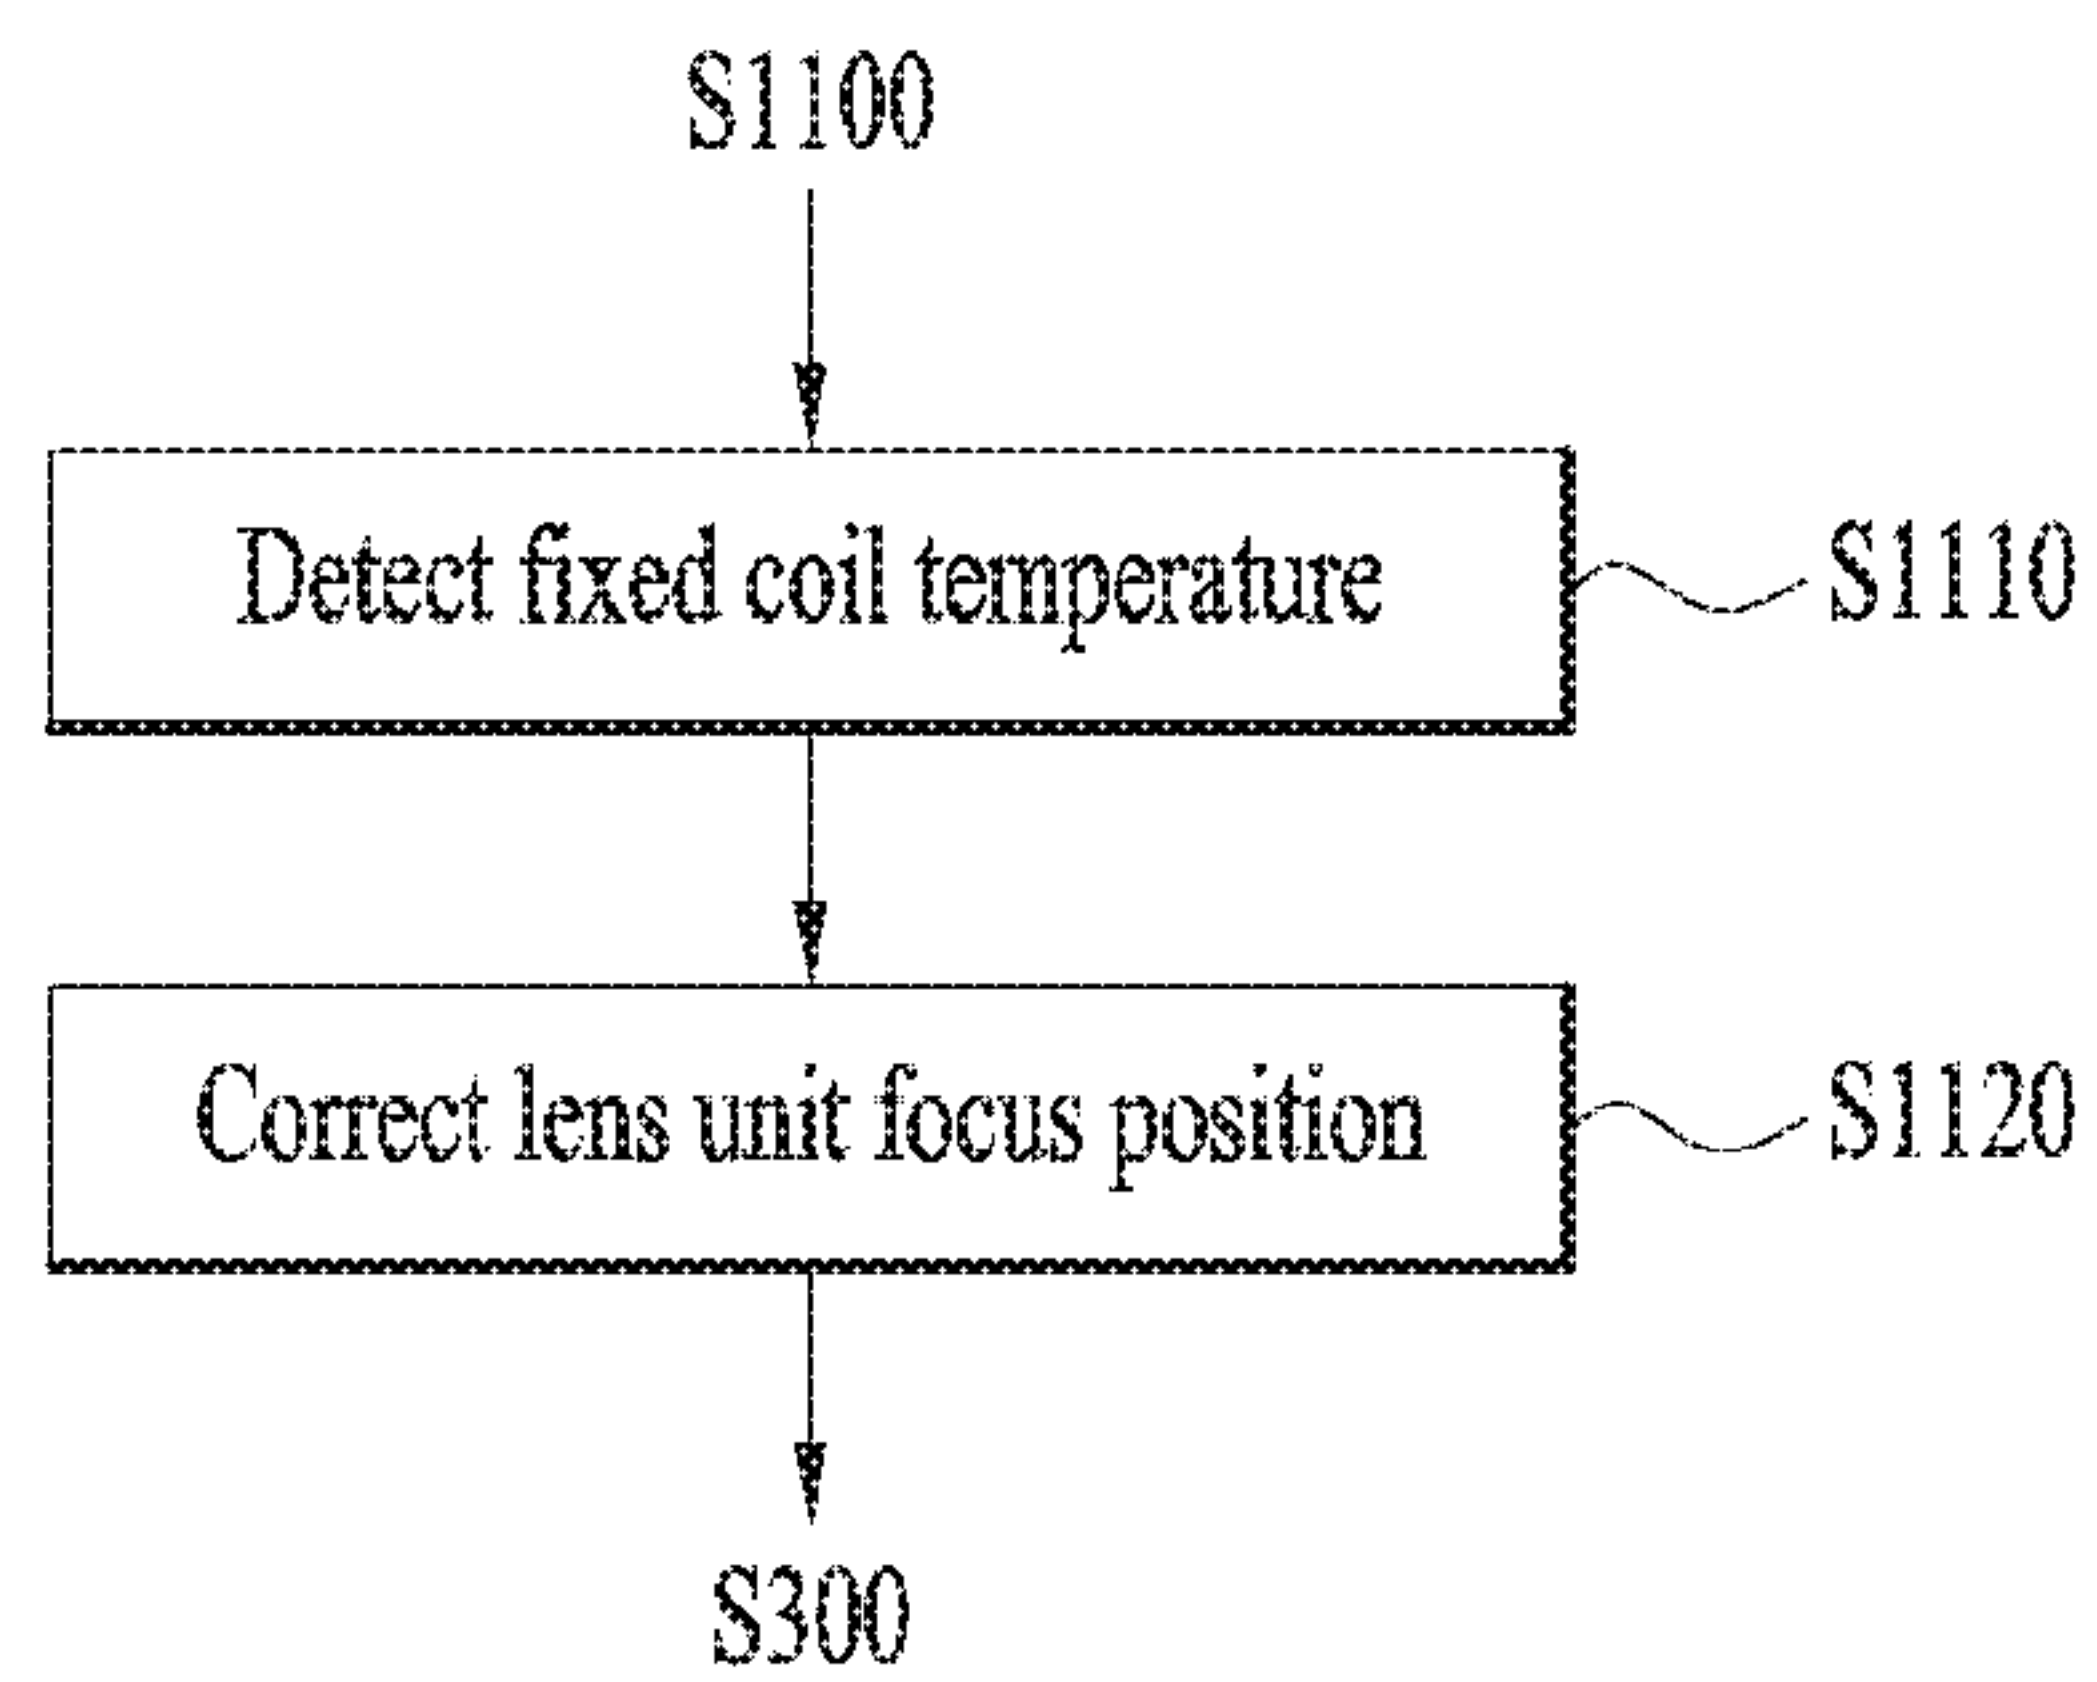 S1100
Detect fixed coil temperature
S1110
Correct lens unit focus position
S1120
S300